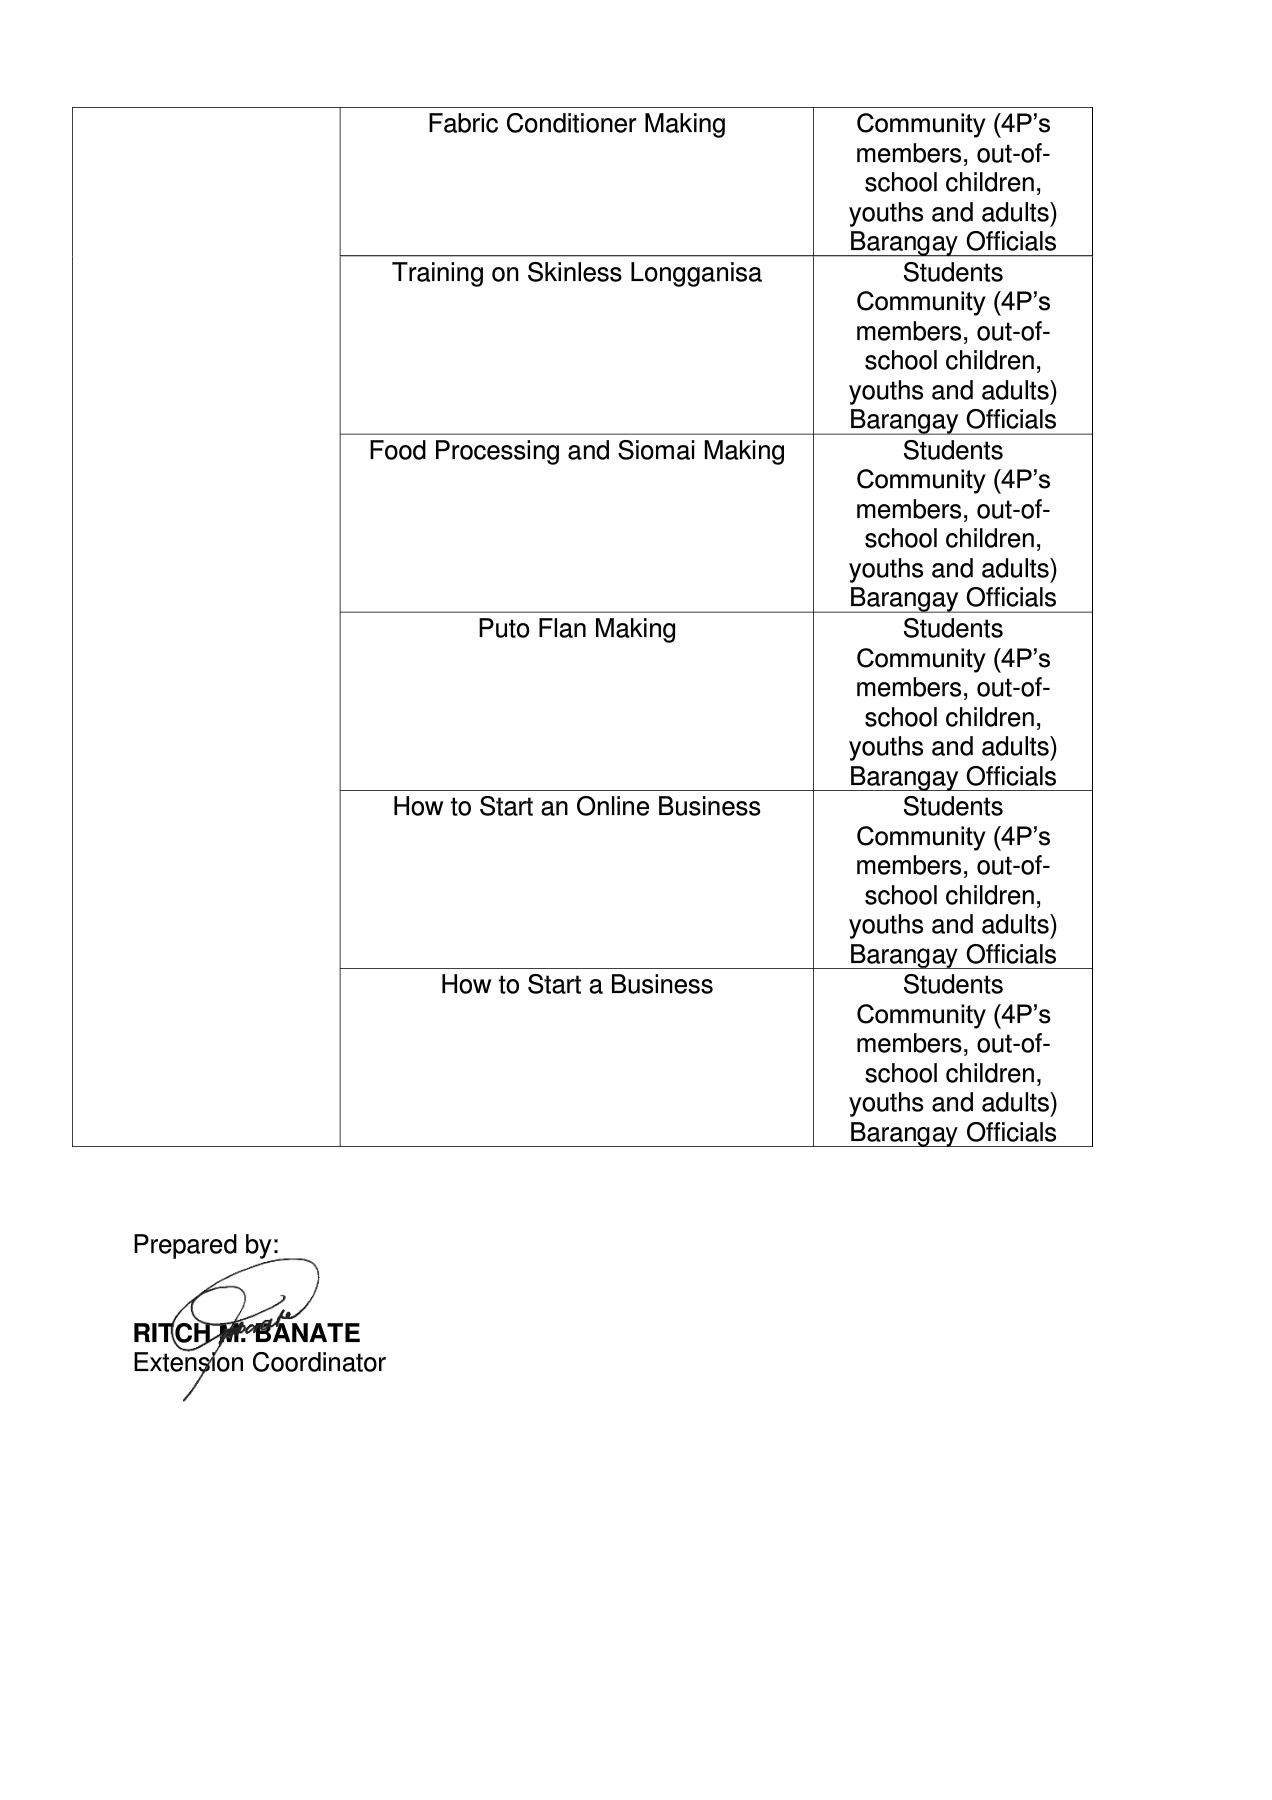 Fabric Conditioner Making
Community (4P’s
members, out-of-
school children,
youths and adults)
Barangay Officials
Training on Skinless Longganisa
Students
Community (4P’s
members, out-of-
school children,
youths and adults)
Barangay Officials
Food Processing and Siomai Making
Students
Community (4P’s
members, out-of-
school children,
youths and adults)
Barangay Officials
Puto Flan Making
Students
Community (4P’s
members, out-of-
school children,
youths and adults)
Barangay Officials
How to Start an Online Business
Students
Community (4P’s
members, out-of-
school children,
youths and adults)
Barangay Officials
How to Start a Business
Students
Community (4P’s
members, out-of-
school children,
youths and adults)
Barangay Officials
Prepared by:
RITCH M. BANATE
Extension Coordinator